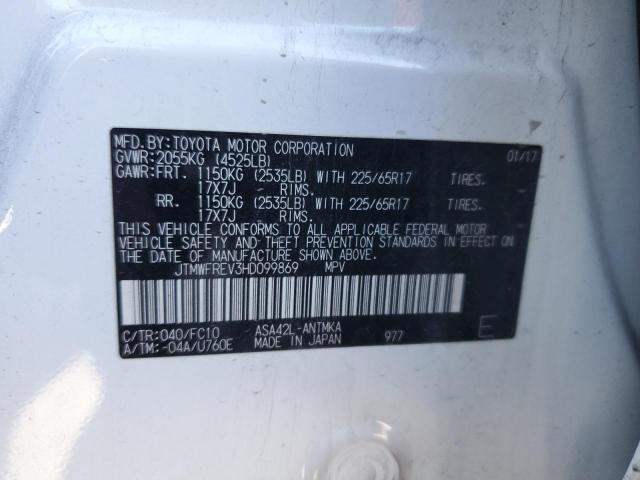 MFD. BY:TOYOTA MOTOR CORPORATION 01/17
GVWR:2055KG (4525LB)
GAWR:FRT. 1150KG (2535LB) WITH 225/65R17 TIRES.
17X7J RIMS.
RR. 1150KG (2535LB) WITH 225/65R17 TIRES.
17X7J RIMS.
THIS VEHICLE CONFORMS TO ALL APPLICABLE FEDERAL MOTOR
VEHICLE SAFETY AND THEFT PREVENTION STANDARDS IN EFFECT ON
THE DATE OF MANUFACTURE SHOWN ABOVE.
JTMWFREV3HD099869 MPV
C/TR:040/FC10 ASA42L-ANTMKA
A/TM:-04A/U760E MADE IN JAPAN 977 E